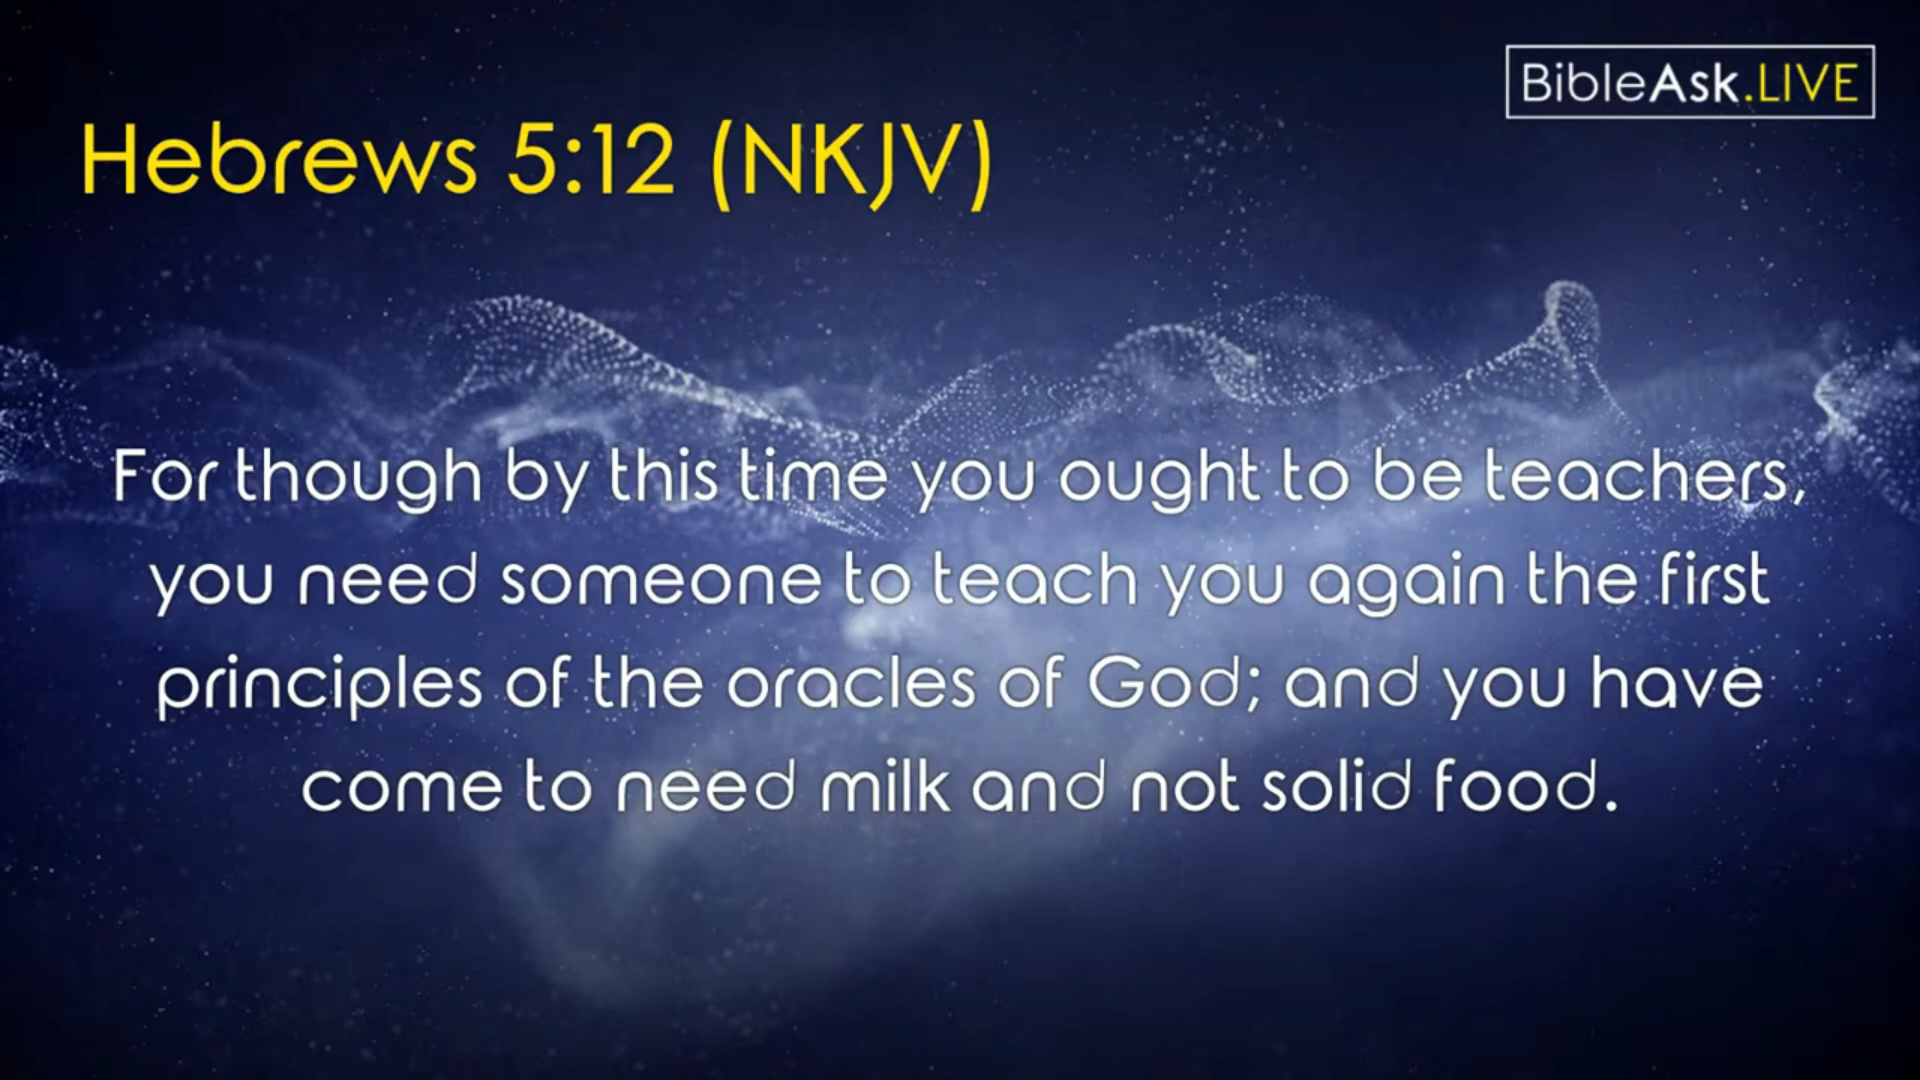 BibleAsk.LIVE
Hebrews 5:12 (NKJV)
For though by this time you ought to be teachers,
you need someone to teach you again the first
principles of the oracles of God; and you have
come to need milk and not solid food.